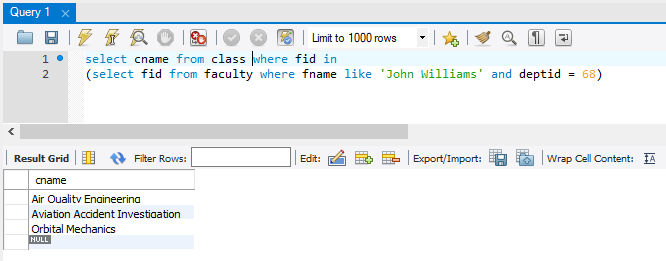 Query 1
Limit to 1000 rows
1 select cname from class where fid in
2 (select fid from faculty where fname like 'John Williams' and deptid = 68)
Result Grid Filter Rows: Edit: Export/Import: Wrap Cell Content: IA
cname
Air Quality Engineering
Aviation Accident Investigation
Orbital Mechanics
NULL